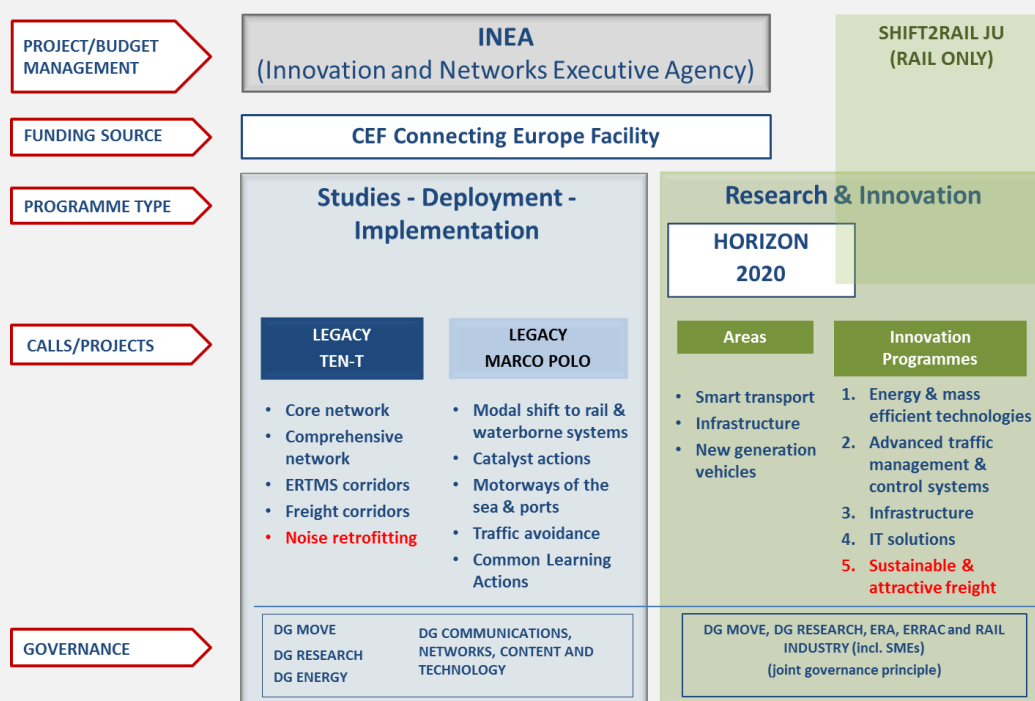 PROJECT/BUDGET
MANAGEMENT
INEA
(Innovation and Networks Executive Agency)
SHIFT2RAIL JU
(RAIL ONLY)
FUNDING SOURCE
CEF Connecting Europe Facility
PROGRAMME TYPE
Studies - Deployment -
Implementation
Research & Innovation
HORIZON
2020
CALLS/PROJECTS
LEGACY
TEN-T
• Core network
• Comprehensive
network
• ERTMS corridors
• Freight corridors
• Noise retrofitting
LEGACY
MARCO POLO
• Modal shift to rail &
waterborne systems
• Catalyst actions
• Motorways of the
sea & ports
• Traffic avoidance
• Common Learning
Actions
Areas
• Smart transport
• Infrastructure
• New generation
vehicles
Innovation
Programmes
1. Energy & mass
efficient technologies
2. Advanced traffic
management &
control systems
3. Infrastructure
4. IT solutions
5. Sustainable &
attractive freight
GOVERNANCE
DG MOVE
DG RESEARCH
DG ENERGY
DG COMMUNICATIONS,
NETWORKS, CONTENT AND
TECHNOLOGY
DG MOVE, DG RESEARCH, ERA, ERRAC and RAIL
INDUSTRY (incl. SMEs)
(joint governance principle)